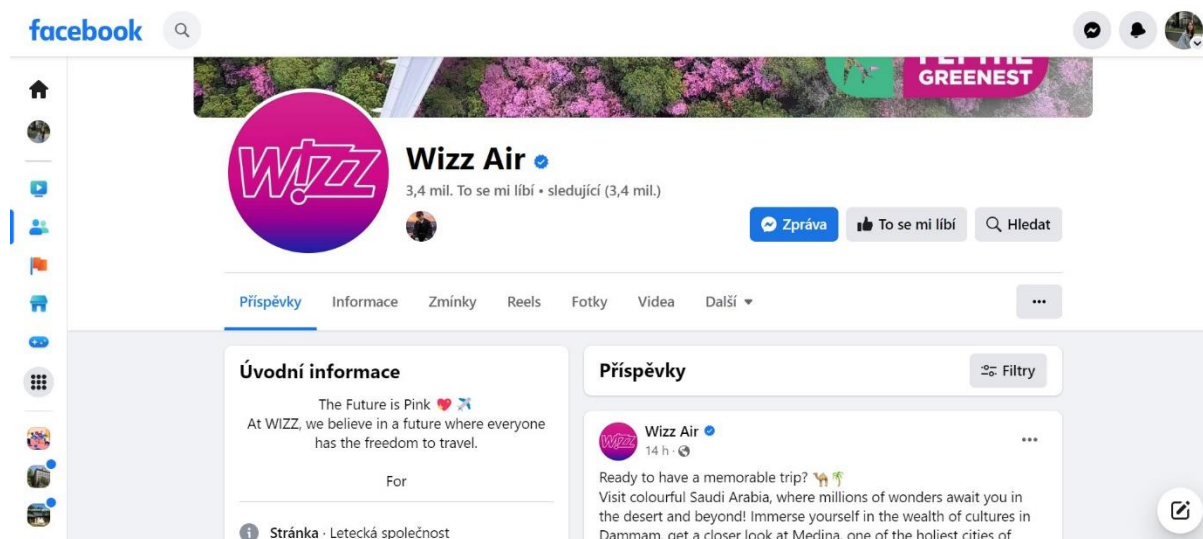 facebook
GREENEST
WIZZ
Wizz Air
3,4 mil. To se mi líbí • sledující (3,4 mil.)
Zpráva
To se mi líbí
Hledat
Příspěvky
Informace
Zmínky
Reels
Fotky
Videa
Další
Úvodní informace
The Future is Pink 💖 ✈️
At WIZZ, we believe in a future where everyone
has the freedom to travel.
For
Stránka · Letecká společnost
Příspěvky
Filtry
WIZZ
Wizz Air
14 h ·
Ready to have a memorable trip? 🐪 🌴
Visit colourful Saudi Arabia, where millions of wonders await you in
the desert and beyond! Immerse yourself in the wealth of cultures in
Dammam, get a closer look at Medina, one of the holiest cities of